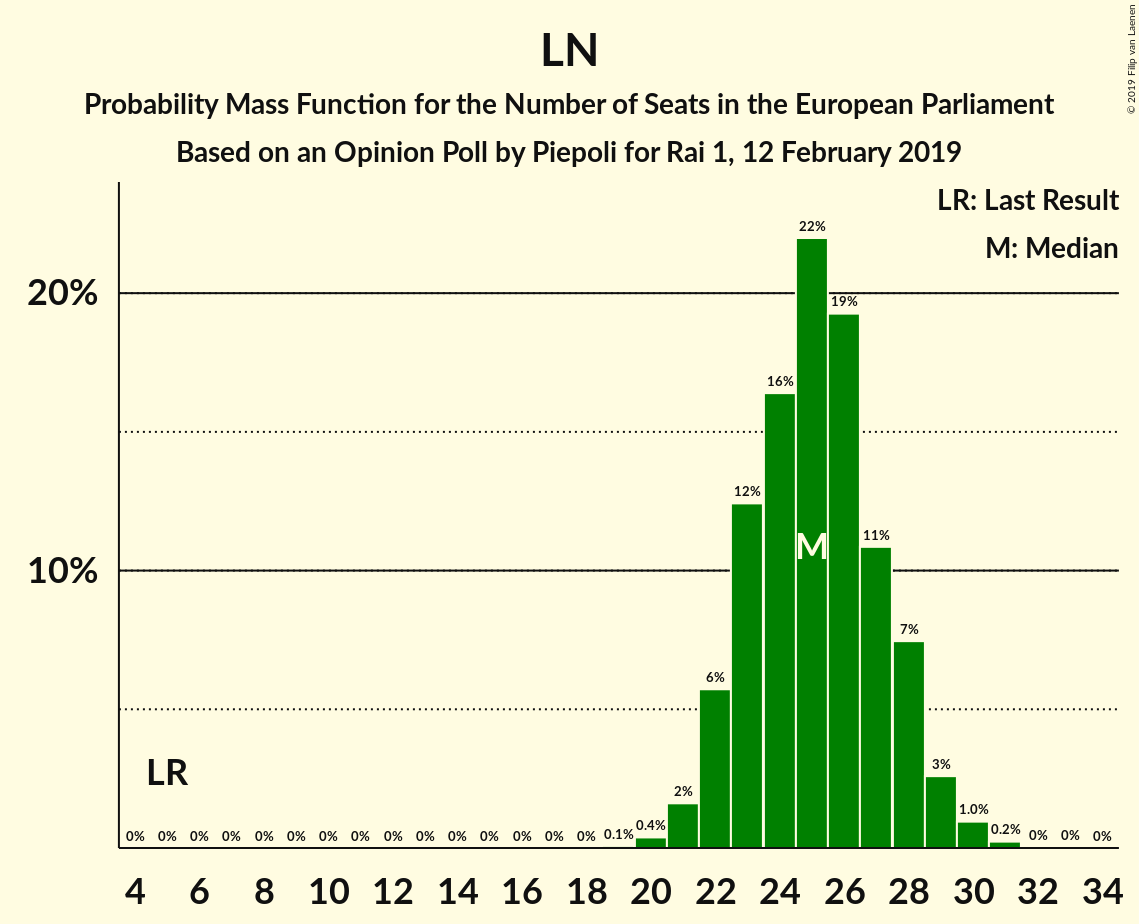 LN
Probability Mass Function for the Number of Seats in the European Parliament
Based on an Opinion Poll by Piepoli for Rai 1, 12 February 2019
© 2019 Filip van Laenen
LR: Last Result
M: Median
20%
10%
LR
M
0% 0% 0% 0% 0% 0% 0% 0% 0% 0% 0% 0% 0% 0% 0% 0.1% 0.4% 2% 6% 12% 16% 22% 19% 11% 7% 3% 1.0% 0.2% 0% 0% 0%
4 6 8 10 12 14 16 18 20 22 24 26 28 30 32 34